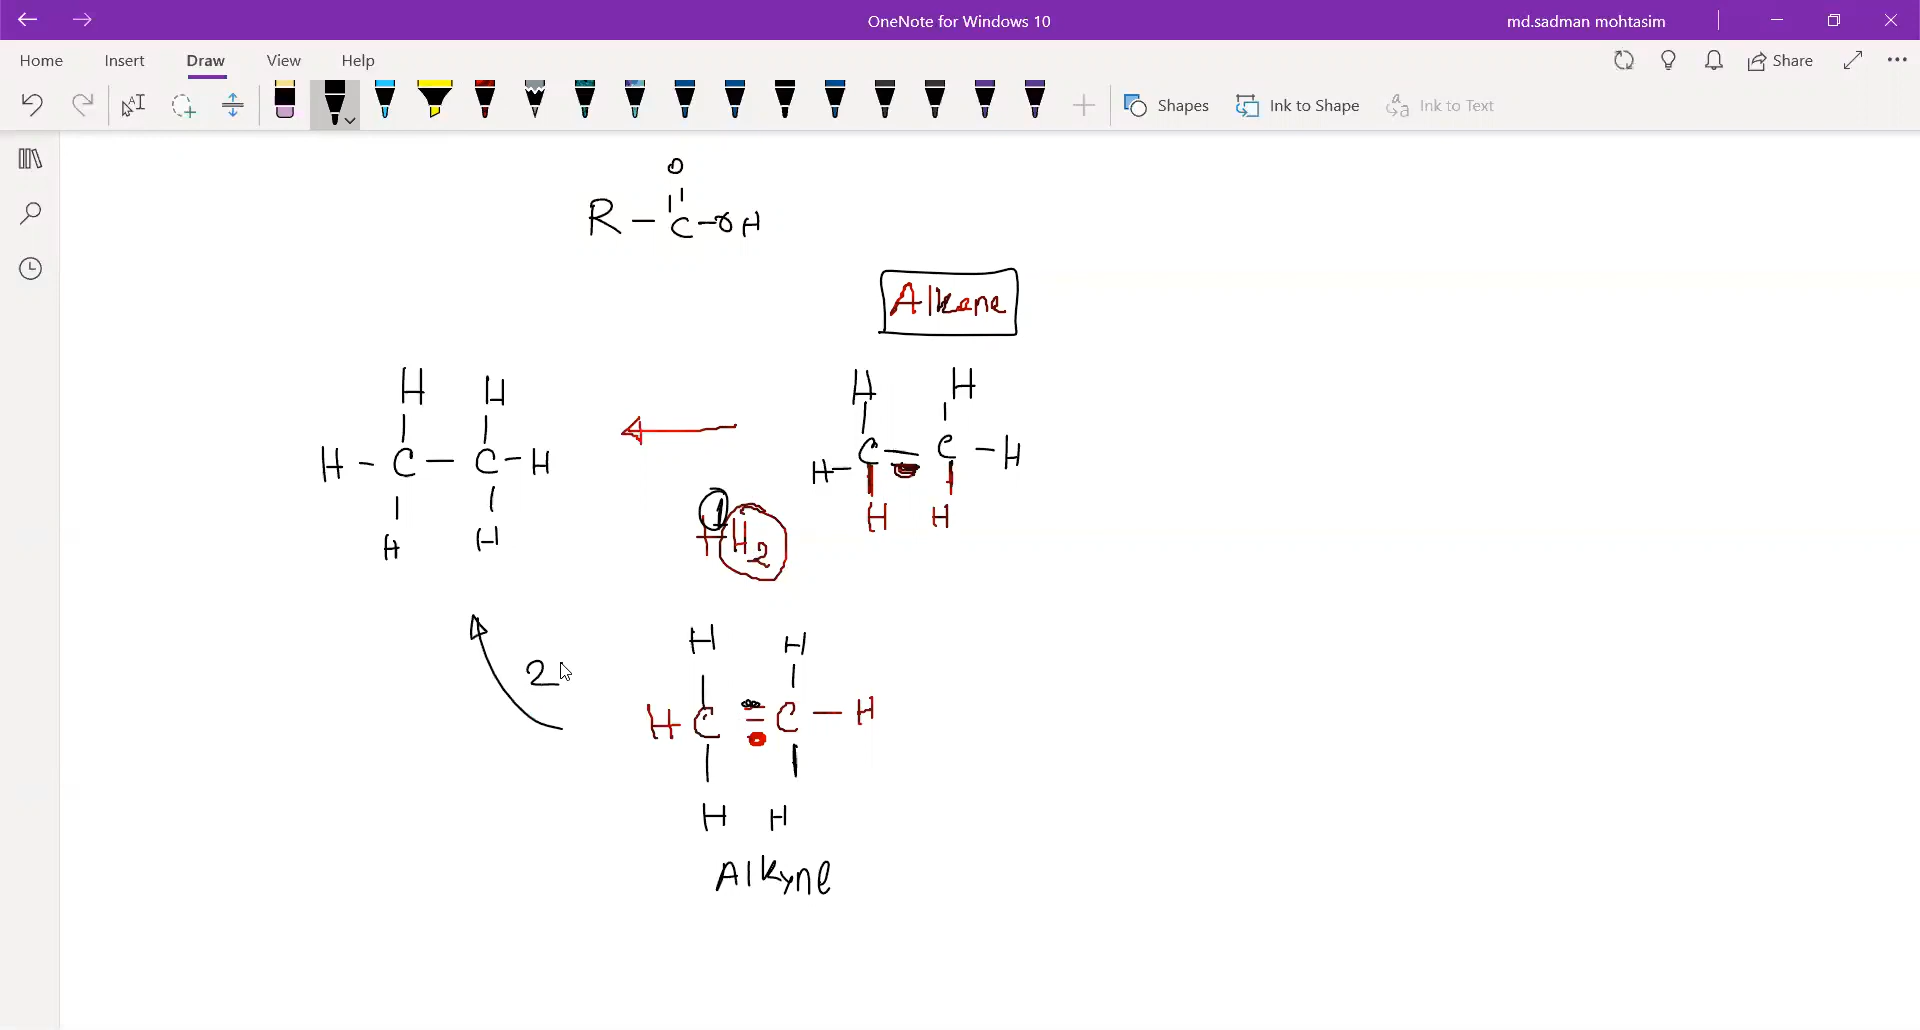 OneNote for Windows 10
md.sadman mohtasim
Home Insert Draw View Help
Share
Shapes Ink to Shape Ink to Text
O
R - C - OH
Alkene
H H H H
H - C - C - H C = C - H
H
H H
1
+ H2
H H
H H
2
H C ≡ C - H
H H
Alkyne